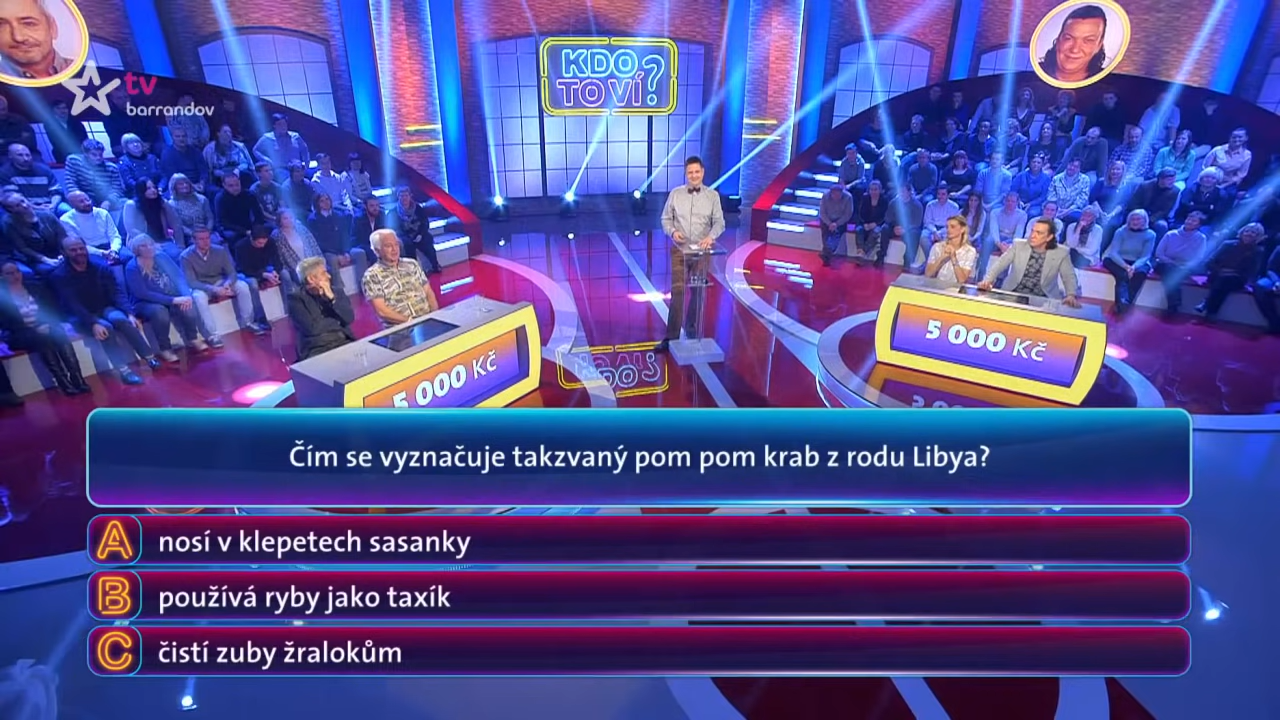 tv
barrandov
KDO
TO VÍ?
5 000 Kč
5 000 Kč
Čím se vyznačuje takzvaný pom pom krab z rodu Libya?
A nosí v klepetech sasanky
B používá ryby jako taxík
C čistí zuby žralokům